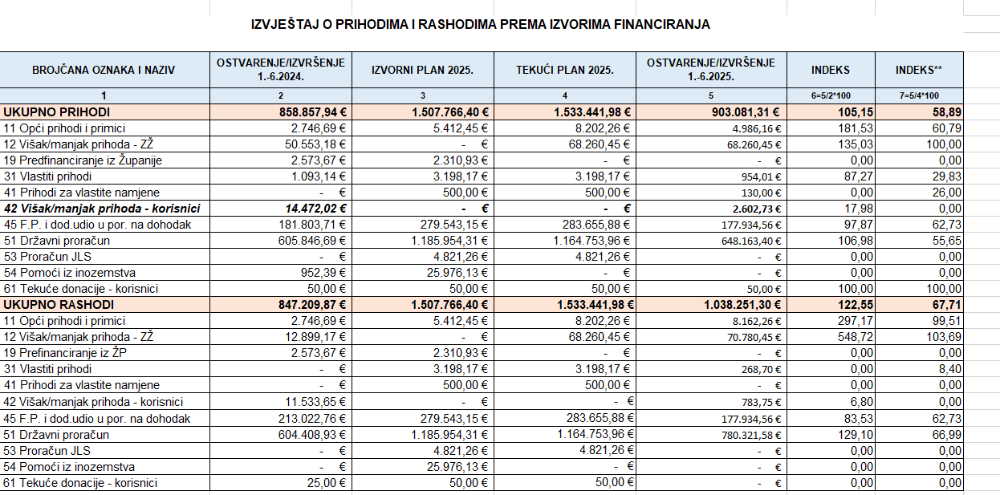 IZVJEŠTAJ O PRIHODIMA I RASHODIMA PREMA IZVORIMA FINANCIRANJA
BROJČANA OZNAKA I NAZIV OSTVARENJE/IZVRŠENJE 1.-6.2024. IZVORNI PLAN 2025. TEKUĆI PLAN 2025. OSTVARENJE/IZVRŠENJE 1.-6.2025. INDEKS INDEKS**
1 2 3 4 5 6=5/2*100 7=5/4*100
UKUPNO PRIHODI 858.857,94 € 1.507.766,40 € 1.533.441,98 € 903.081,31 € 105,15 58,89
11 Opći prihodi i primici 2.746,69 € 5.412,45 € 8.202,26 € 4.986,16 € 181,53 60,79
12 Višak/manjak prihoda - ZŽ 50.553,18 € - € 68.260,45 € 68.260,45 € 135,03 100,00
19 Predfinanciranje iz Županije 2.573,67 € 2.310,93 € - € - € 0,00 0,00
31 Vlastiti prihodi 1.093,14 € 3.198,17 € 3.198,17 € 954,01 € 87,27 29,83
41 Prihodi za vlastite namjene - € 500,00 € 500,00 € 130,00 € 0,00 26,00
42 Višak/manjak prihoda - korisnici 14.472,02 € - € - € 2.602,73 € 17,98 0,00
45 F.P. i dod.udio u por. na dohodak 181.803,71 € 279.543,15 € 283.655,88 € 177.934,56 € 97,87 62,73
51 Državni proračun 605.846,69 € 1.185.954,31 € 1.164.753,96 € 648.163,40 € 106,98 55,65
53 Proračun JLS - € 4.821,26 € 4.821,26 € - € 0,00 0,00
54 Pomoći iz inozemstva 952,39 € 25.976,13 € - € - € 0,00 0,00
61 Tekuće donacije - korisnici 50,00 € 50,00 € 50,00 € 50,00 € 100,00 100,00
UKUPNO RASHODI 847.209,87 € 1.507.766,40 € 1.533.441,98 € 1.038.251,30 € 122,55 67,71
11 Opći prihodi i primici 2.746,69 € 5.412,45 € 8.202,26 € 8.162,26 € 297,17 99,51
12 Višak/manjak prihoda - ZŽ 12.899,17 € - € 68.260,45 € 70.780,45 € 548,72 103,69
19 Prefinanciranje iz ŽP 2.573,67 € 2.310,93 € - € - € 0,00 0,00
31 Vlastiti prihodi - € 3.198,17 € 3.198,17 € 268,70 € 0,00 8,40
41 Prihodi za vlastite namjene - € 500,00 € 500,00 € - € 0,00 0,00
42 Višak/manjak prihoda - korisnici 11.533,65 € - € - € 783,75 € 6,80 0,00
45 F.P. i dod.udio u por. na dohodak 213.022,76 € 279.543,15 € 283.655,88 € 177.934,56 € 83,53 62,73
51 Državni proračun 604.408,93 € 1.185.954,31 € 1.164.753,96 € 780.321,58 € 129,10 66,99
53 Proračun JLS - € 4.821,26 € 4.821,26 € - € 0,00 0,00
54 Pomoći iz inozemstva - € 25.976,13 € - € - € 0,00 0,00
61 Tekuće donacije - korisnici 25,00 € 50,00 € 50,00 € - € 0,00 0,00